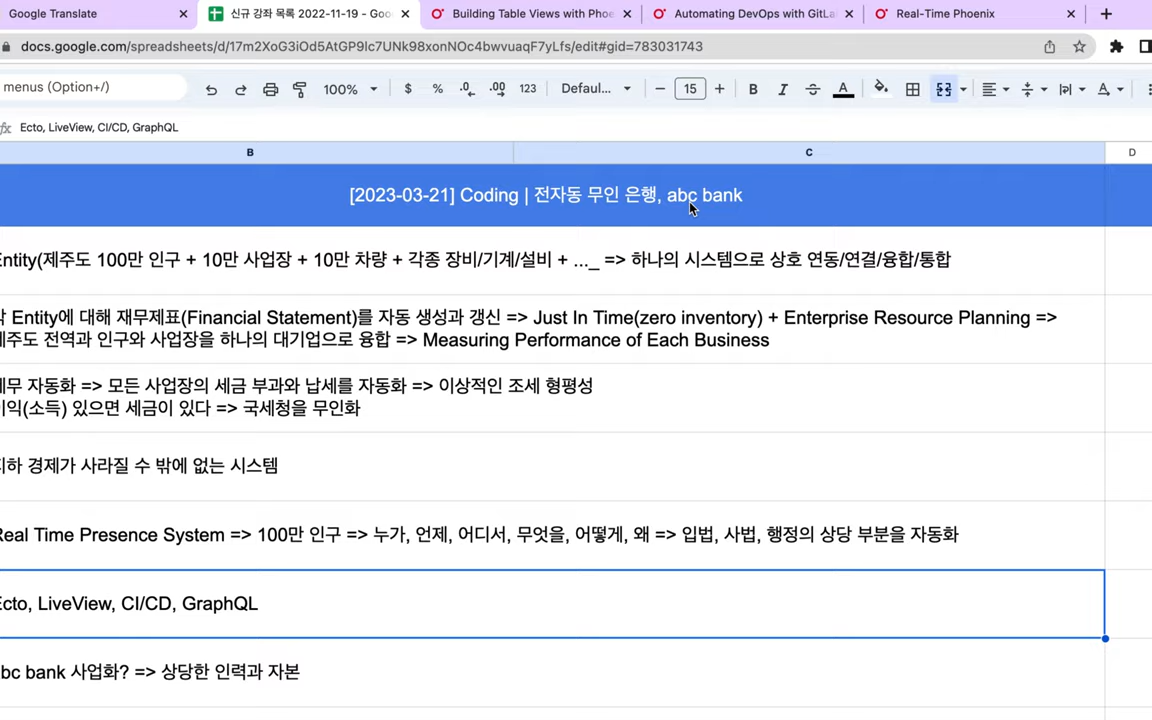 Google Translate
신규 강좌 목록 2022-11-19 - Goo
Building Table Views with Phoe
Automating DevOps with GitLa
Real-Time Phoenix
docs.google.com/spreadsheets/d/17m2XoG3iOd5AtGP9Ic7UNk98xonNOc4bwvuaqF7yLfs/edit#gid=783031743
menus (Option+/)
100%
$ % .0 .00 123
Defaul...
15
B I A
fx Ecto, LiveView, CI/CD, GraphQL
B C D
[2023-03-21] Coding | 전자동 무인 은행, abc bank
Entity(제주도 100만 인구 + 10만 사업장 + 10만 차량 + 각종 장비/기계/설비 + ..._ => 하나의 시스템으로 상호 연동/연결/융합/통합
각 Entity에 대해 재무제표(Financial Statement)를 자동 생성과 갱신 => Just In Time(zero inventory) + Enterprise Resource Planning =>
제주도 전역과 인구와 사업장을 하나의 대기업으로 융합 => Measuring Performance of Each Business
세무 자동화 => 모든 사업장의 세금 부과와 납세를 자동화 => 이상적인 조세 형평성
이익(소득) 있으면 세금이 있다 => 국세청을 무인화
지하 경제가 사라질 수 밖에 없는 시스템
Real Time Presence System => 100만 인구 => 누가, 언제, 어디서, 무엇을, 어떻게, 왜 => 입법, 사법, 행정의 상당 부분을 자동화
Ecto, LiveView, CI/CD, GraphQL
abc bank 사업화? => 상당한 인력과 자본